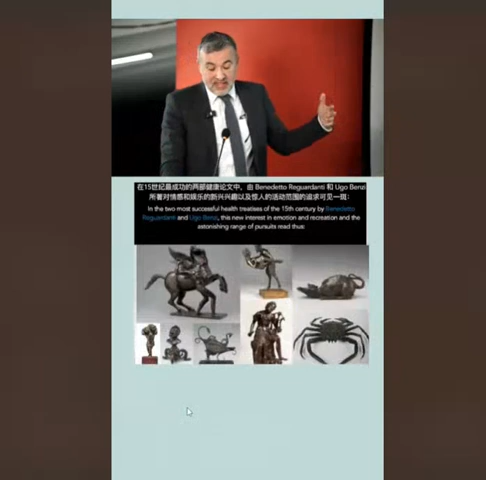 在15世纪最成功的两部健康论文中，由 Benedetto Reguardanti 和 Ugo Benzi
所著对情感和娱乐的新兴兴趣以及惊人的活动范围的追求可见一斑：
In the two most successful health treatises of the 15th century by Benedetto
Reguardanti and Ugo Benzi, this new interest in emotion and recreation and the
astonishing range of pursuits read thus: